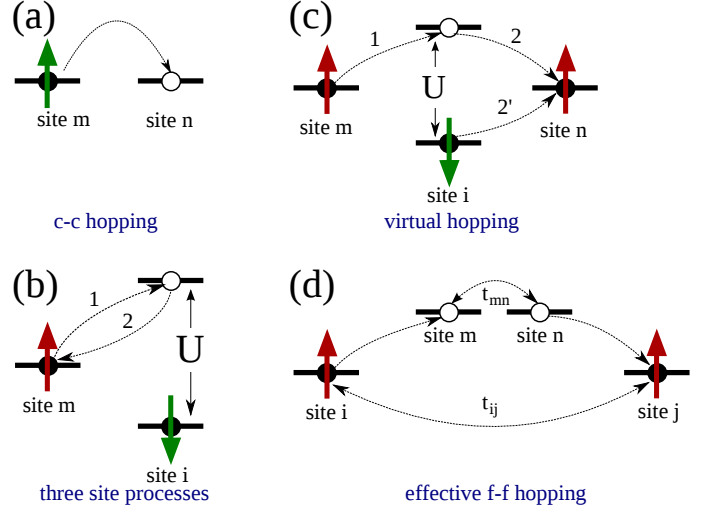 (a)
site m
site n
c-c hopping
(c)
1
2
U
2'
site m
site n
site i
virtual hopping
(b)
1
2
U
site m
site i
three site processes
(d)
t_mn
site m
site n
site i
t_ij
site j
effective f-f hopping